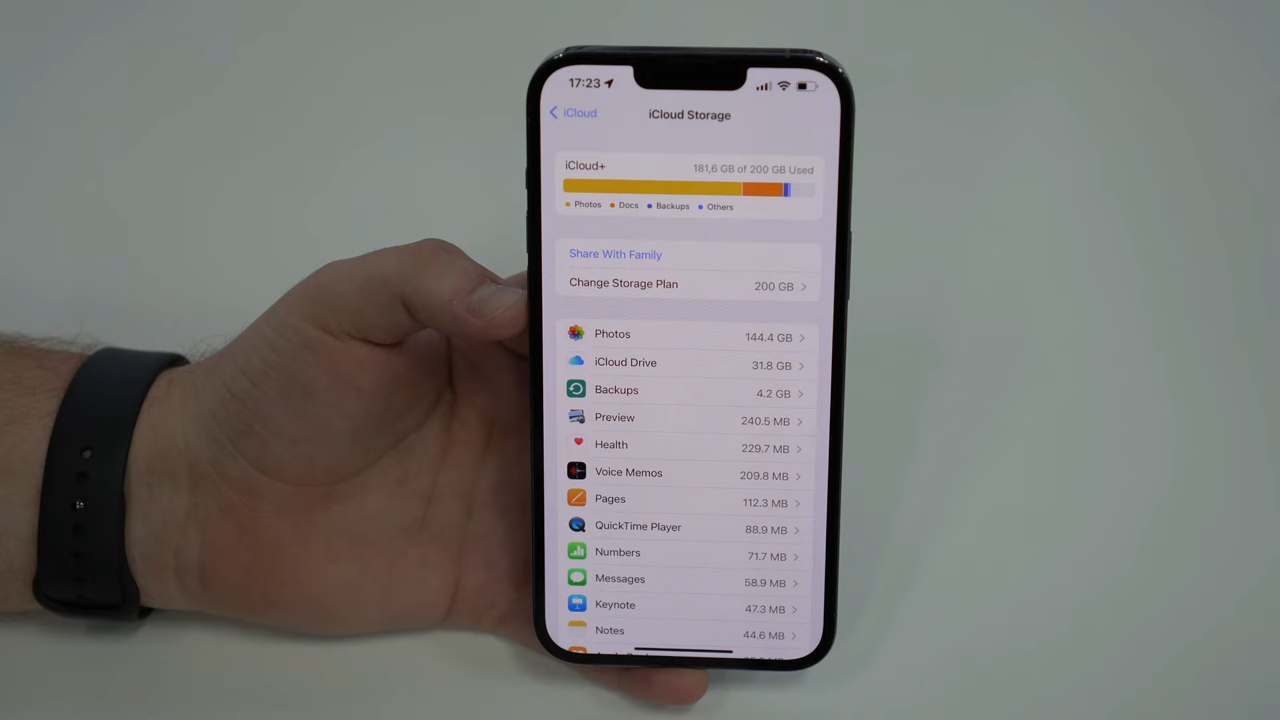 17:23
iCloud
iCloud Storage
iCloud+ 181,6 GB of 200 GB Used
Photos Docs Backups Others
Share With Family
Change Storage Plan 200 GB
Photos 144.4 GB
iCloud Drive 31.8 GB
Backups 4.2 GB
Preview 240.5 MB
Health 229.7 MB
Voice Memos 209.8 MB
Pages 112.3 MB
QuickTime Player 88.9 MB
Numbers 71.7 MB
Messages 58.9 MB
Keynote 47.3 MB
Notes 44.6 MB